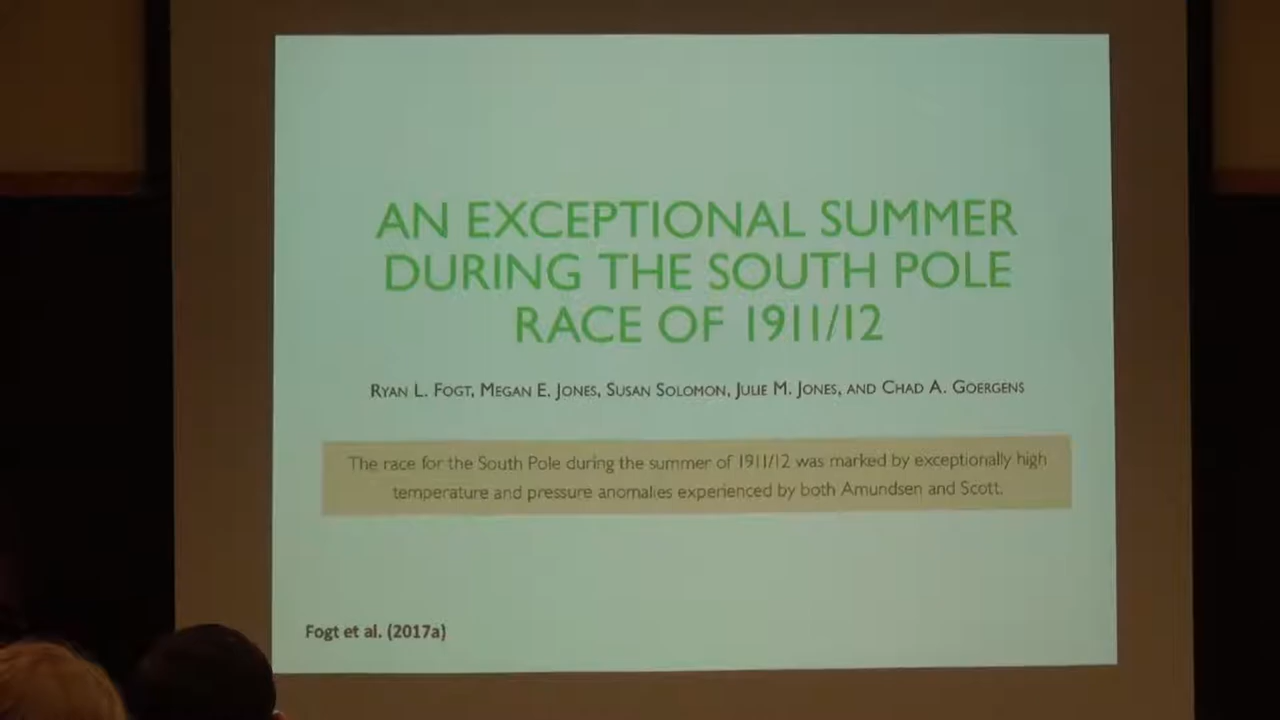 AN EXCEPTIONAL SUMMER
DURING THE SOUTH POLE
RACE OF 1911/12
RYAN L. FOGT, MEGAN E. JONES, SUSAN SOLOMON, JULIE M. JONES, AND CHAD A. GOERGENS
The race for the South Pole during the summer of 1911/12 was marked by exceptionally high
temperature and pressure anomalies experienced by both Amundsen and Scott.
Fogt et al. (2017a)